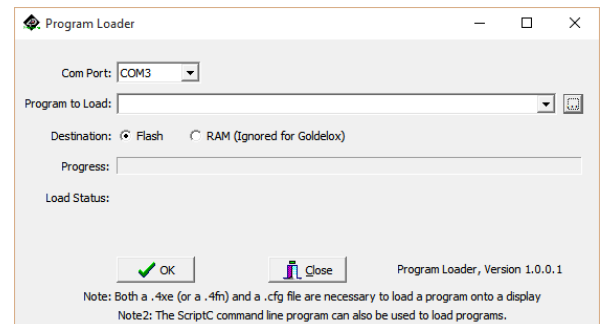 Program Loader
Com Port: COM3
Program to Load:
Destination: Flash RAM (Ignored for Goldelox)
Progress:
Load Status:
OK Close Program Loader, Version 1.0.0.1
Note: Both a .4xe (or a .4fn) and a .cfg file are necessary to load a program onto a display
Note2: The ScriptC command line program can also be used to load programs.